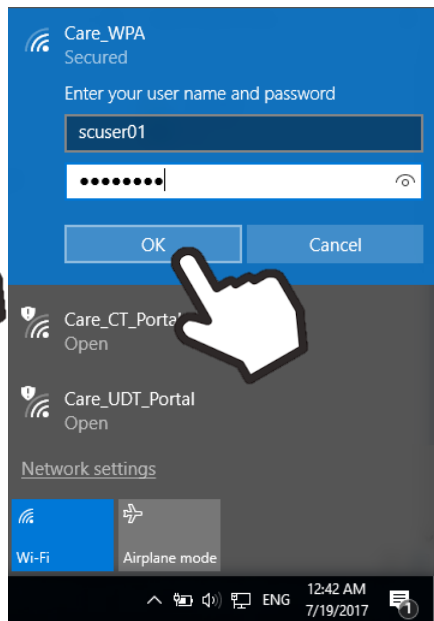 Care_WPA
Secured
Enter your user name and password
scuser01
OK
Cancel
Care_CT_Portal
Open
Care_UDT_Portal
Open
Network settings
Wi-Fi
Airplane mode
ENG
12:42 AM
7/19/2017
1